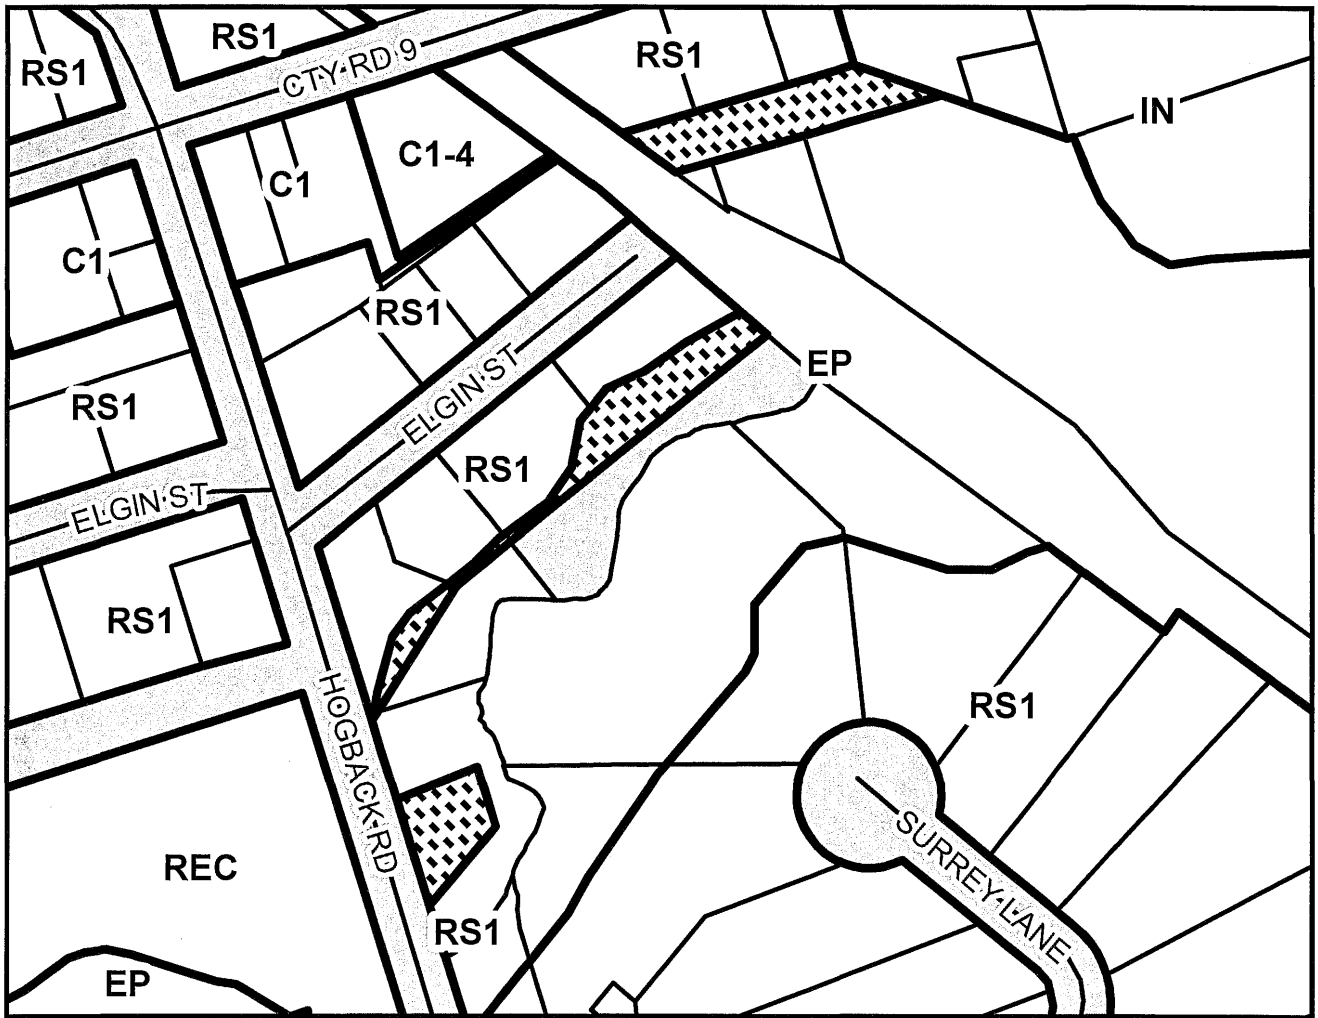 RS1
RS1
RS1
CTY RD 9
IN
C1-4
C1
C1
RS1
EP
ELGIN ST
RS1
RS1
ELGIN ST
RS1
RS1
HOGBACK RD
SURREY LANE
REC
RS1
EP